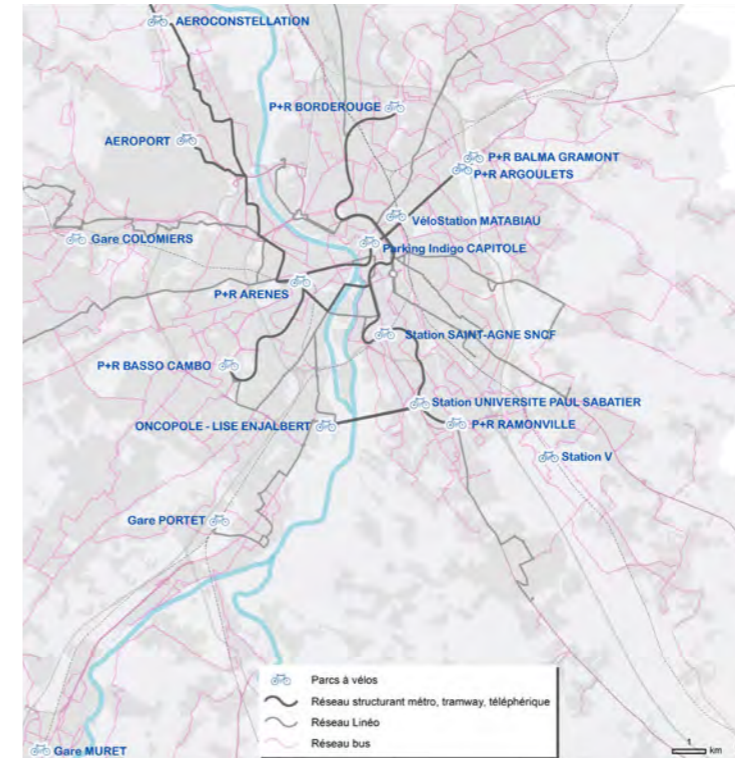 AEROCONSTELLATION
P+R BORDEROUGE
AEROPORT
P+R BALMA GRAMONT
P+R ARGOULETS
VéloStation MATABIAU
Gare COLOMIERS
Parking Indigo CAPITOLE
P+R ARENES
Station SAINT-AGNE SNCF
P+R BASSO CAMBO
Station UNIVERSITE PAUL SABATIER
ONCOPOLE - LISE ENJALBERT
P+R RAMONVILLE
Station V
Gare PORTET
Parcs à vélos
Réseau structurant métro, tramway, téléphérique
Réseau Linéo
Réseau bus
1
km
Gare MURET